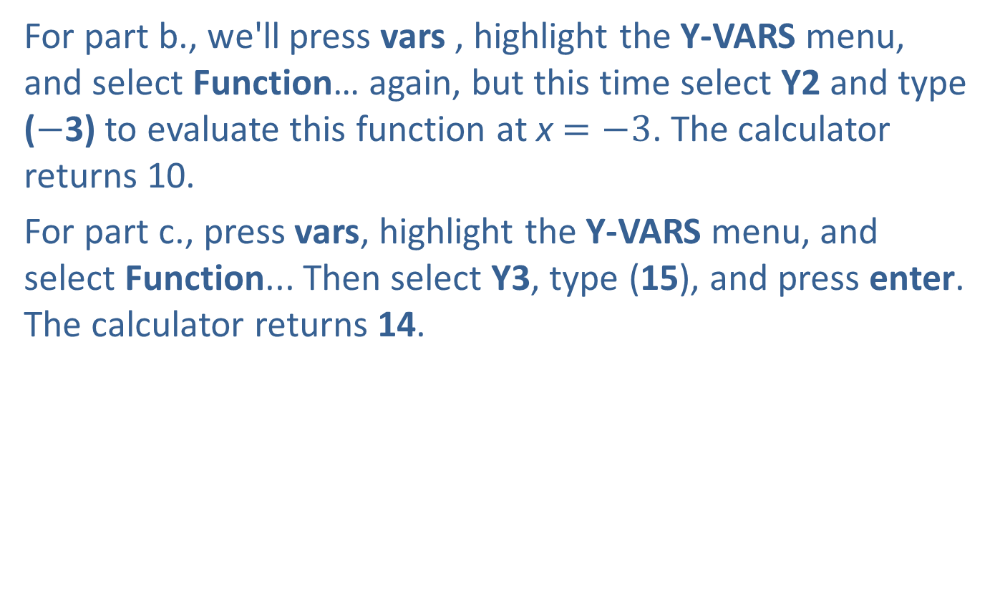 For part b., we'll press vars , highlight the Y-VARS menu,
and select Function… again, but this time select Y2 and type
(−3) to evaluate this function at x = −3. The calculator
returns 10.
For part c., press vars, highlight the Y-VARS menu, and
select Function... Then select Y3, type (15), and press enter.
The calculator returns 14.